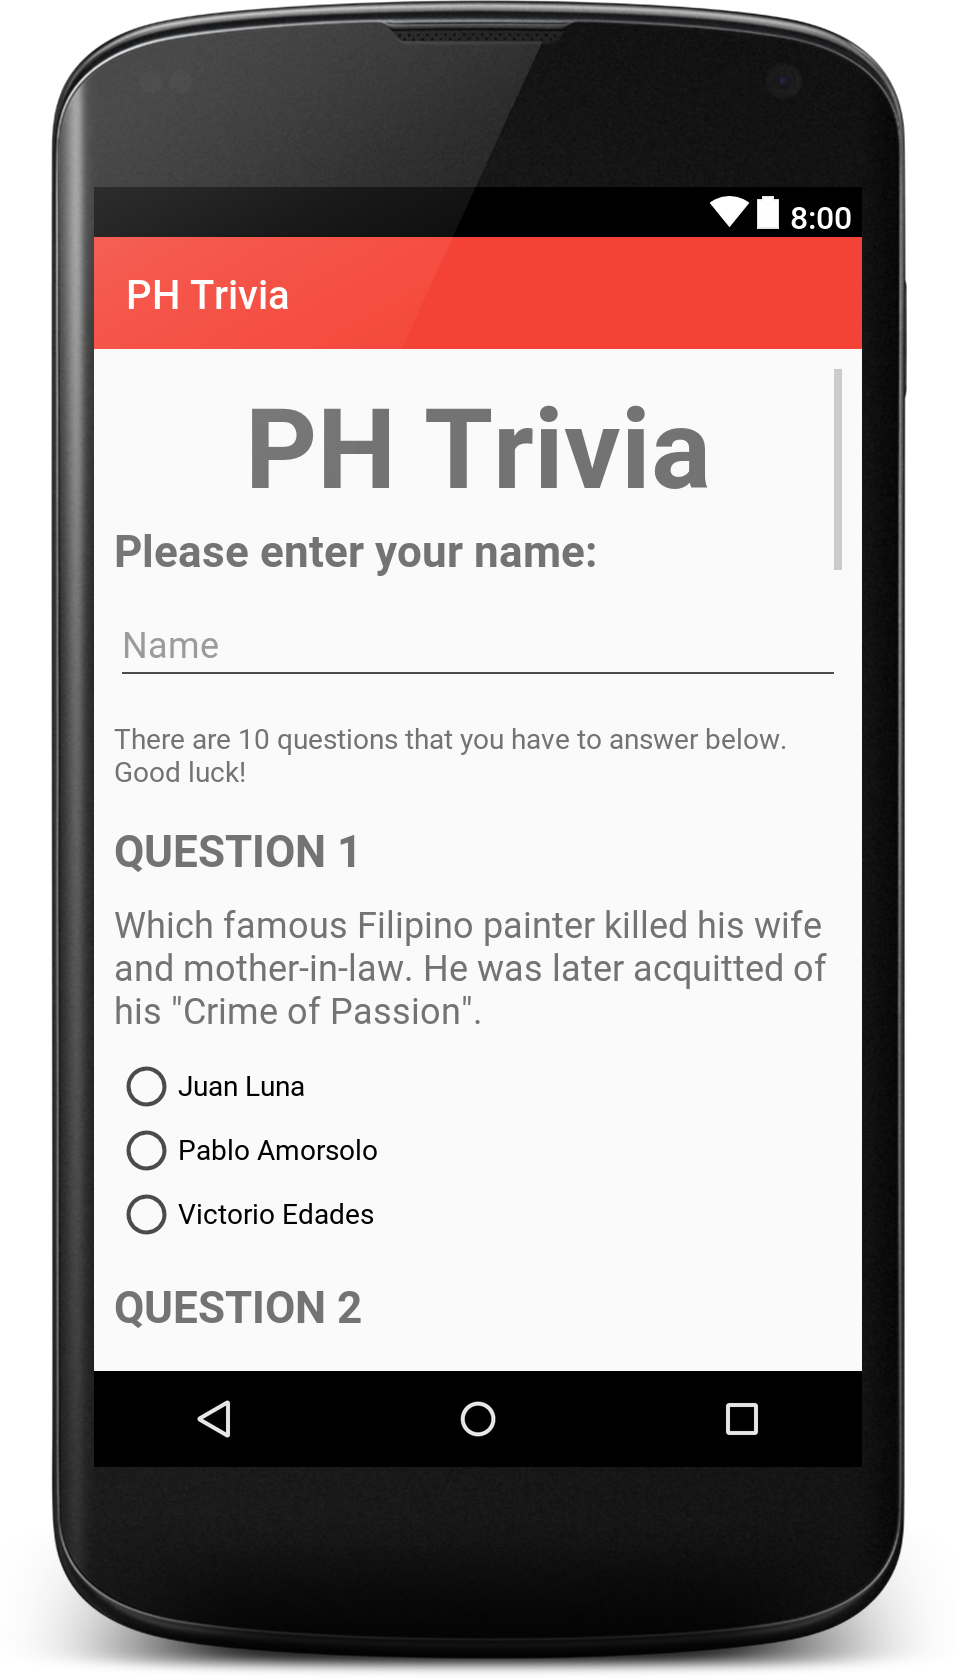 8:00
PH Trivia
PH Trivia
Please enter your name:
Name
There are 10 questions that you have to answer below.
Good luck!
QUESTION 1
Which famous Filipino painter killed his wife
and mother-in-law. He was later acquitted of
his "Crime of Passion".
Juan Luna
Pablo Amorsolo
Victorio Edades
QUESTION 2